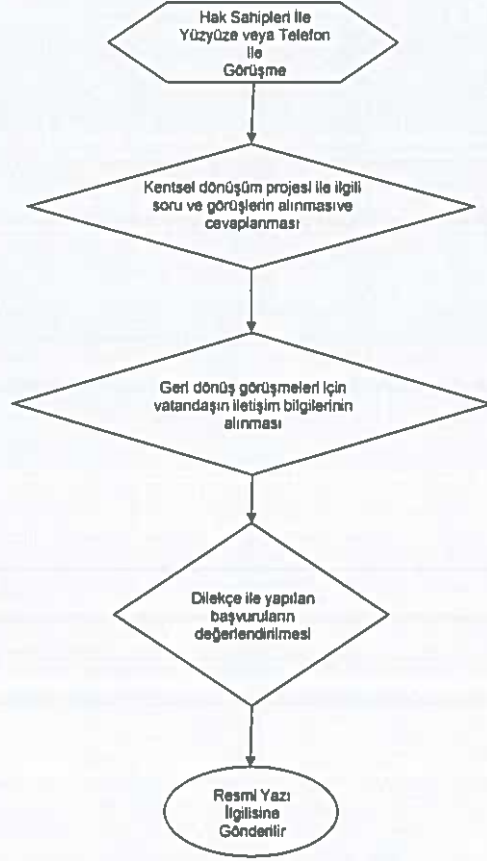 Hak Sahipleri İle
Yüzyüze veya Telefon
ile
Görüşme
Kentsel dönüşüm projesi ile ilgili
soru ve görüşlerin alınmasıve
cevaplanması
Geri dönüş görüşmeleri için
vatandaşın iletişim bilgilerinin
alınması
Dilekçe ile yapılan
başvuruların
değerlendirilmesi
Resmi Yazı
İlgilisine
Gönderilir